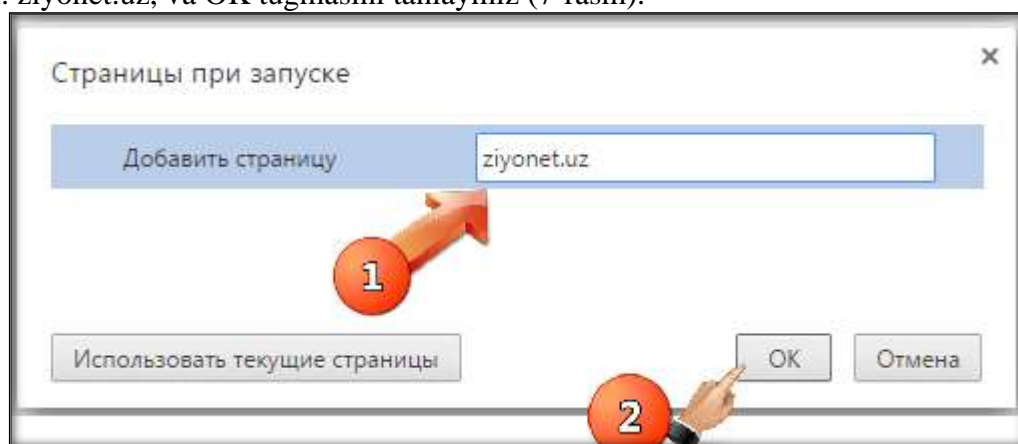 : ziyonet.uz, va OK tugmasini tanlaymiz (7-rasm).
Страницы при запуске
×
Добавить страницу ziyonet.uz
1
Использовать текущие страницы OK Отмена
2